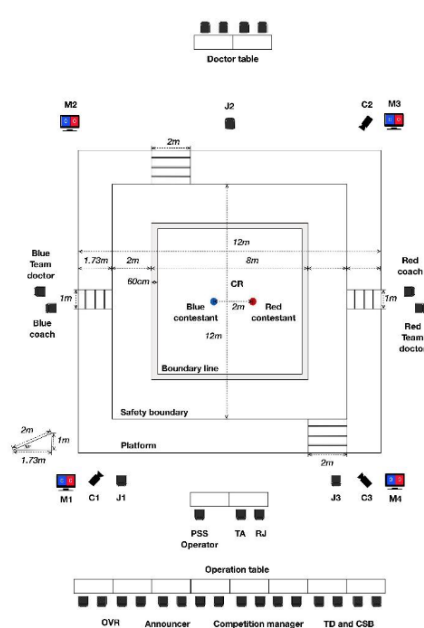 Doctor table
M2
J2
C2
M3
2m
12m
1.73m
2m
8m
Blue
Team
doctor
Red
coach
60cm
CR
1m
1m
Blue
contestant
2m
Red
contestant
Blue
coach
Red
Team
doctor
12m
Boundary line
Safety boundary
2m
1m
1.73m
Platform
2m
M1
C1
J1
J3
C3
M4
PSS
Operator
TA
RJ
Operation table
OVR
Announcer
Competition manager
TD and CSB